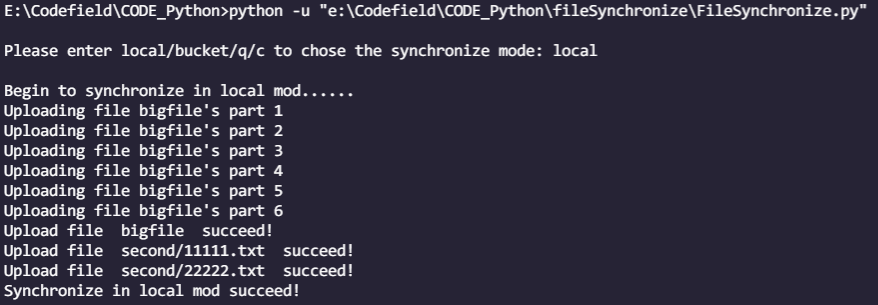 E:\Codefield\CODE_Python>python -u "e:\Codefield\CODE_Python\fileSynchronize\FileSynchronize.py"
Please enter local/bucket/q/c to chose the synchronize mode: local
Begin to synchronize in local mod......
Uploading file bigfile's part 1
Uploading file bigfile's part 2
Uploading file bigfile's part 3
Uploading file bigfile's part 4
Uploading file bigfile's part 5
Uploading file bigfile's part 6
Upload file  bigfile  succeed!
Upload file  second/11111.txt  succeed!
Upload file  second/22222.txt  succeed!
Synchronize in local mod succeed!